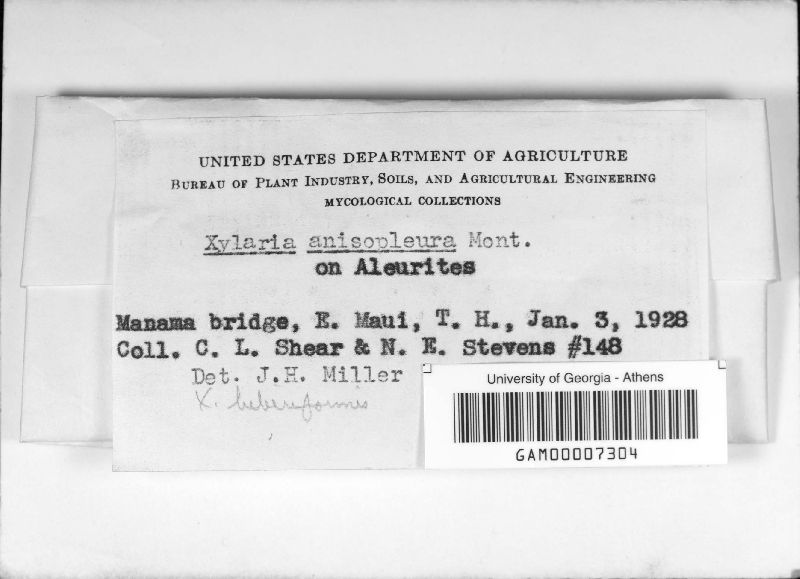 UNITED STATES DEPARTMENT OF AGRICULTURE
BUREAU OF PLANT INDUSTRY, SOILS, AND AGRICULTURAL ENGINEERING
MYCOLOGICAL COLLECTIONS
Xylaria anisopleura Mont.
on Aleurites
Manama bridge, E. Maui, T. H., Jan. 3, 1928
Coll. C. L. Shear & N. E. Stevens #148
Det. J.H. Miller
X.
University of Georgia - Athens
GAM00007304